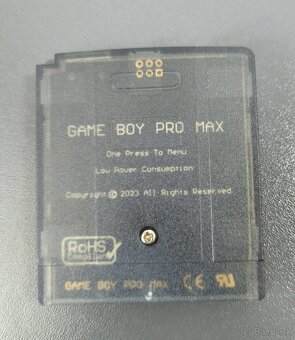 GAME BOY PRO MAX
One Press To Menu
Low Power Consumption
Copyright © 2023 All Rights Reserved
RoHS
GAME BOY PRO MAX CE